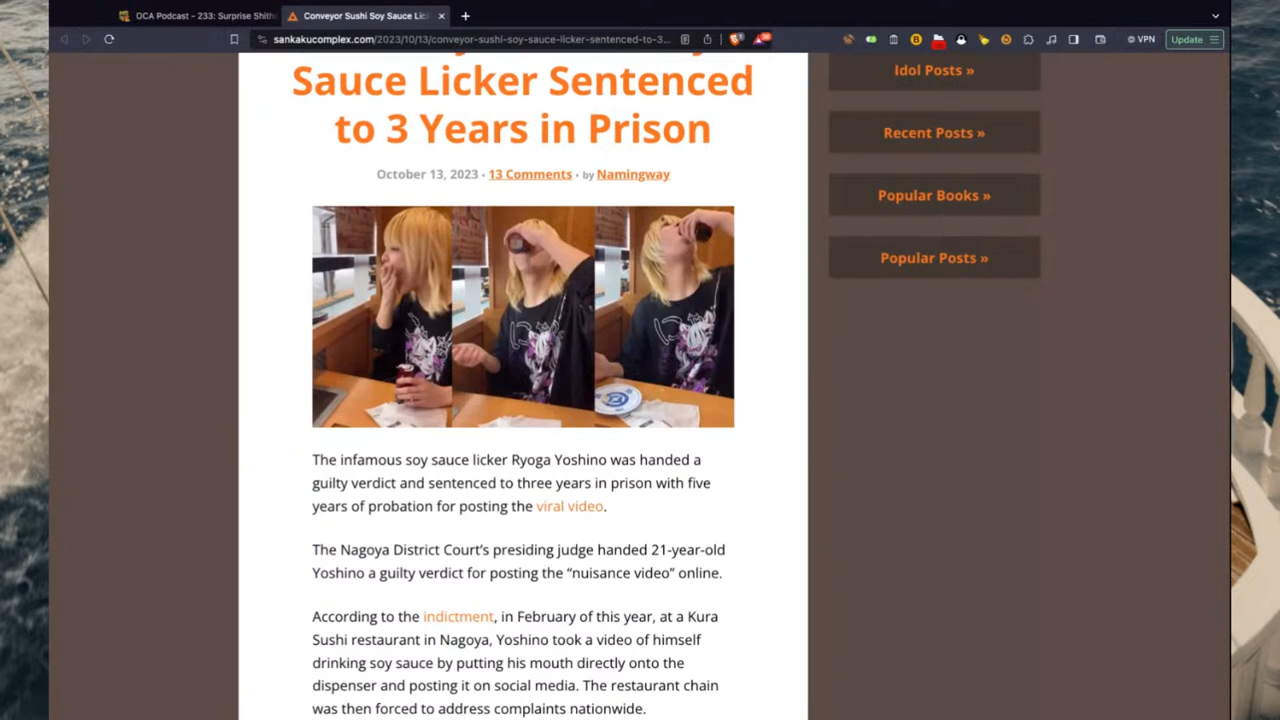 OCA Podcast - 233: Surprise Shith
Conveyor Sushi Soy Sauce Lic
sankakucomplex.com/2023/10/13/conveyor-sushi-soy-sauce-licker-sentenced-to-3...
VPN
Update
Sauce Licker Sentenced
to 3 Years in Prison
October 13, 2023 · 13 Comments · by Namingway
Idol Posts »
Recent Posts »
Popular Books »
Popular Posts »
The infamous soy sauce licker Ryoga Yoshino was handed a
guilty verdict and sentenced to three years in prison with five
years of probation for posting the viral video.
The Nagoya District Court’s presiding judge handed 21-year-old
Yoshino a guilty verdict for posting the “nuisance video” online.
According to the indictment, in February of this year, at a Kura
Sushi restaurant in Nagoya, Yoshino took a video of himself
drinking soy sauce by putting his mouth directly onto the
dispenser and posting it on social media. The restaurant chain
was then forced to address complaints nationwide.